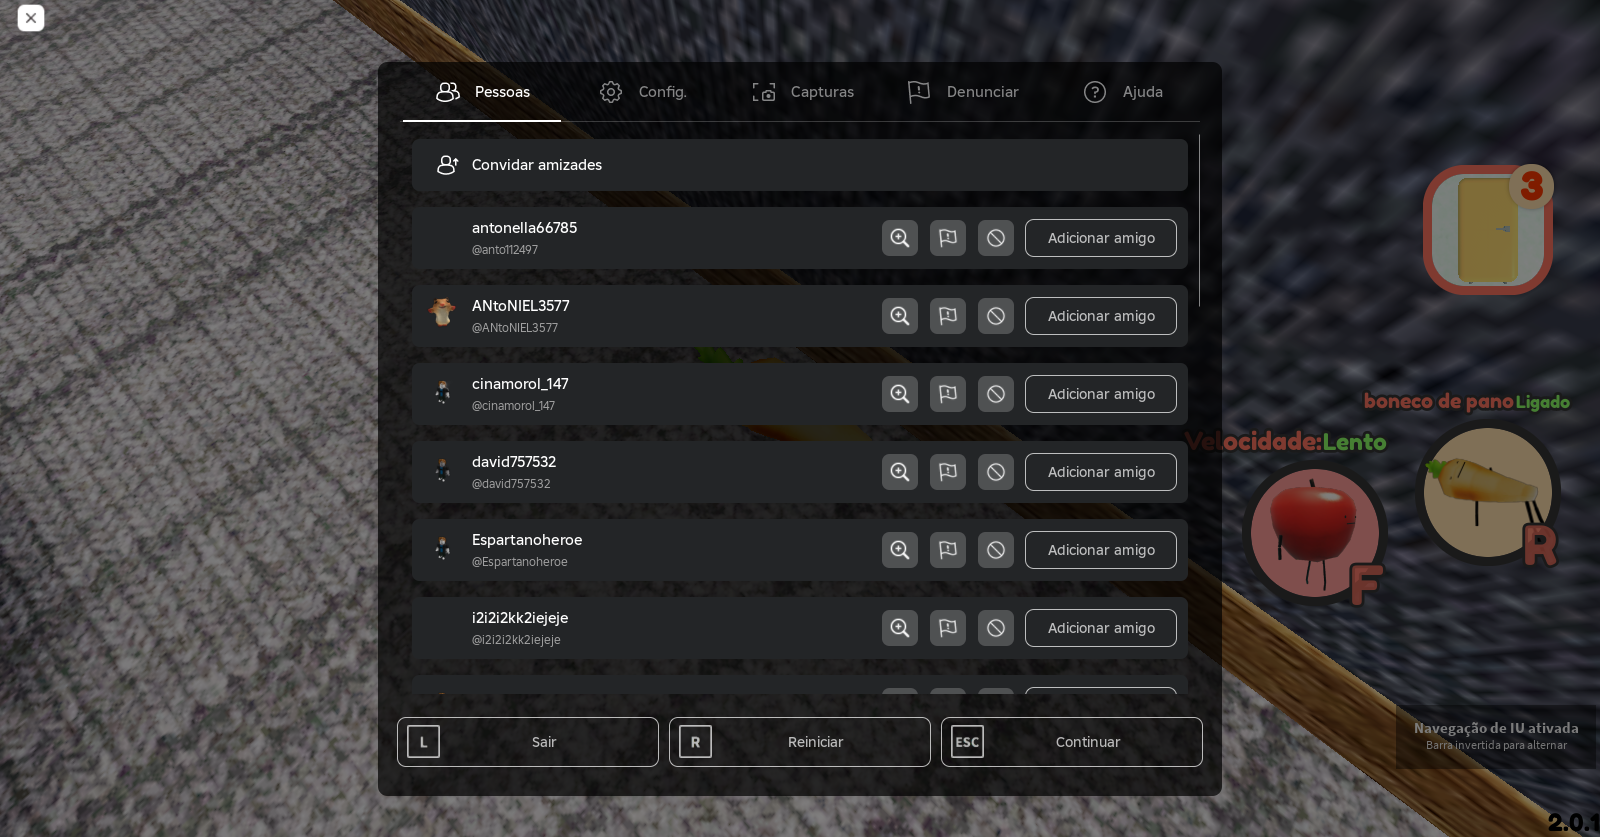 Pessoas
Config.
Capturas
Denunciar
Ajuda
Convidar amizades
antonella66785
@anto112497
Adicionar amigo
ANtoNIEL3577
@ANtoNIEL3577
Adicionar amigo
cinamorol_147
@cinamorol_147
Adicionar amigo
david757532
@david757532
Adicionar amigo
Espartanoheroe
@Espartanoheroe
Adicionar amigo
i2i2i2kk2iejeje
@i2i2i2kk2iejeje
Adicionar amigo
L Sair
R Reiniciar
ESC Continuar
3
boneco de pano Ligado
Velocidade: Lento
F
R
Navegação de IU ativada
Barra invertida para alternar
2.0.1